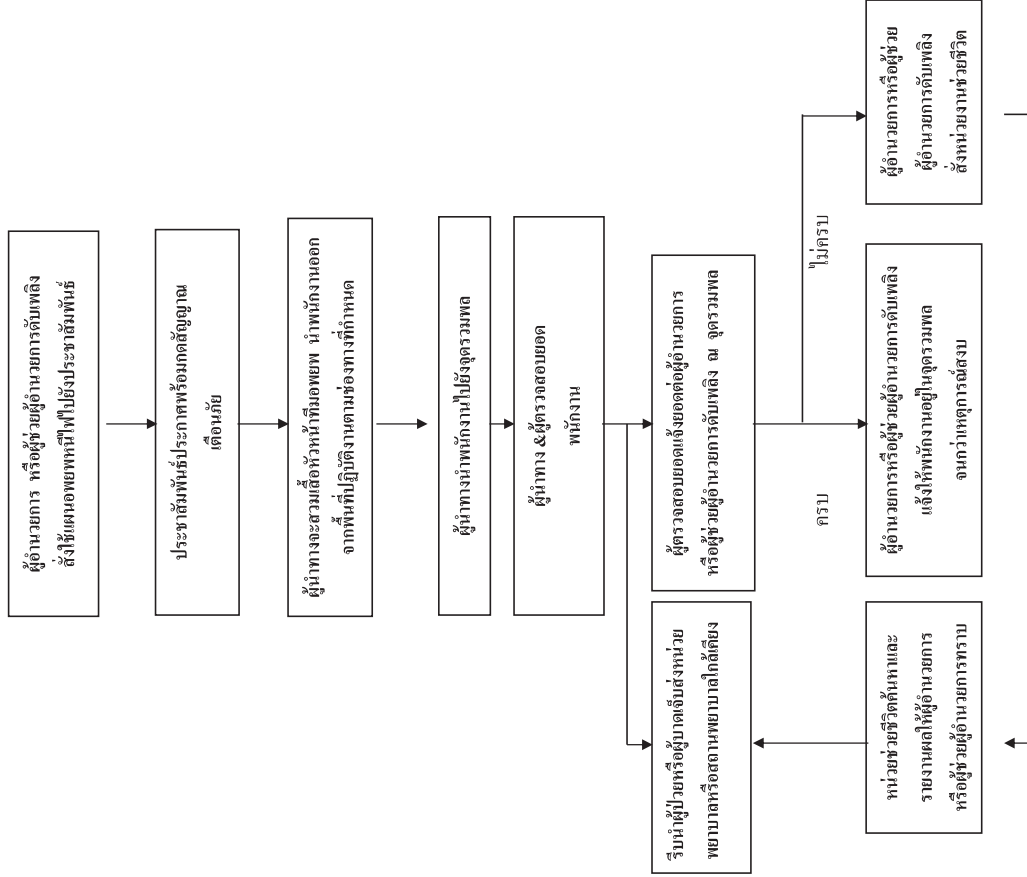 ผู้อำนวยการ หรือผู้ช่วยผู้อำนวยการดับเพลิง
สั่งใช้แผนอพยพหนีไฟไปยังประชาสัมพันธ์
ประชาสัมพันธ์ประกาศพร้อมกดสัญญาณ
เตือนภัย
ผู้นำทางจะสวมเสื้อหัวหน้าทีมอพยพ นำพนักงานออก
จากพื้นที่ปฏิบัติงานตามช่องทางที่กำหนด
ผู้นำทางนำพนักงานไปยังจุดรวมพล
ผู้นำทาง &ผู้ตรวจสอบยอด
พนักงาน
ผู้ตรวจสอบยอดแจ้งยอดต่อผู้อำนวยการ
หรือผู้ช่วยผู้อำนวยการดับเพลิง ณ จุดรวมพล
รีบนำผู้ป่วยหรือผู้บาดเจ็บส่งหน่วย
พยาบาลหรือสถานพยาบาลใกล้เคียง
ครบ
ไม่ครบ
ผู้อำนวยการหรือผู้ช่วย
ผู้อำนวยการดับเพลิง
สั่งหน่วยงานช่วยชีวิต
ผู้อำนวยการหรือผู้ช่วยผู้อำนวยการดับเพลิง
แจ้งให้พนักงานอยู่ในจุดรวมพล
จนกว่าเหตุการณ์สงบ
หน่วยช่วยชีวิตค้นหาและ
รายงานผลให้ผู้อำนวยการ
หรือผู้ช่วยผู้อำนวยการทราบ